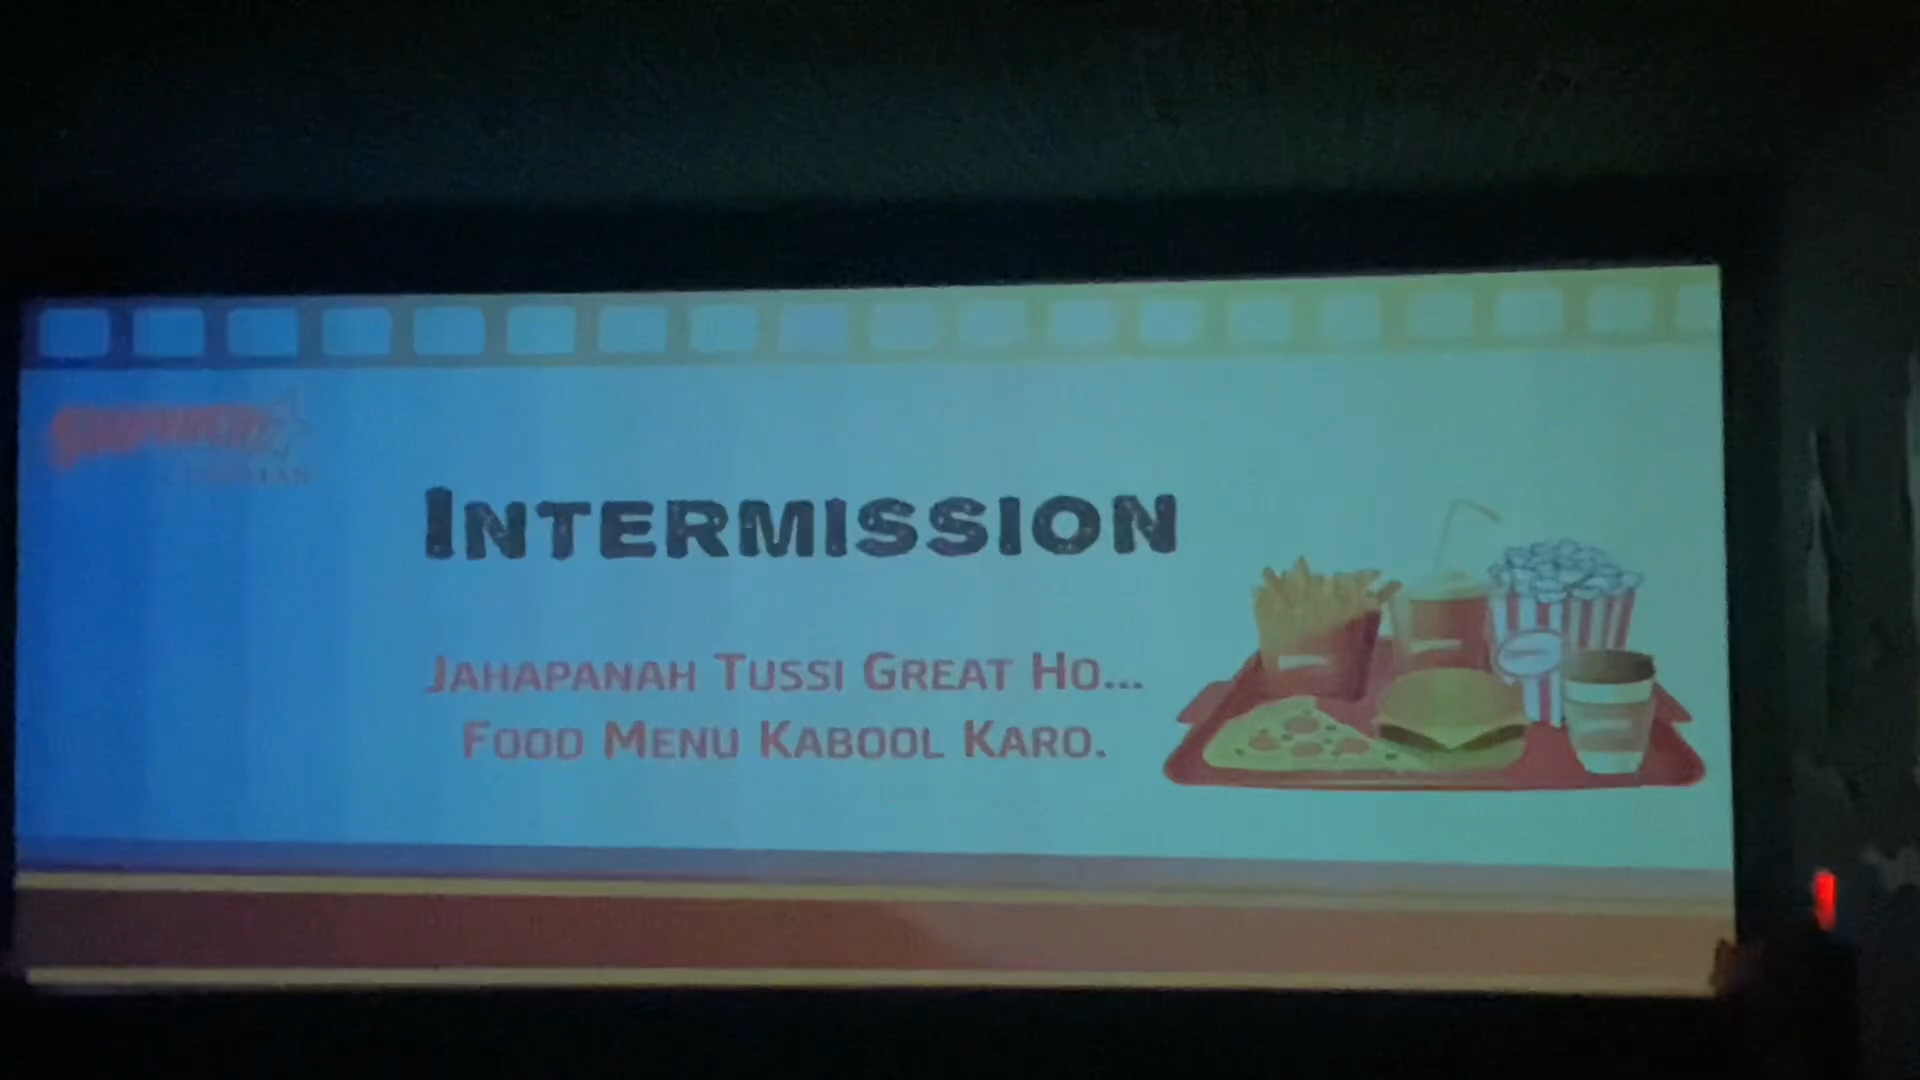 INTERMISSION
JAHAPANAH TUSSI GREAT HO...
FOOD MENU KABOOL KARO.